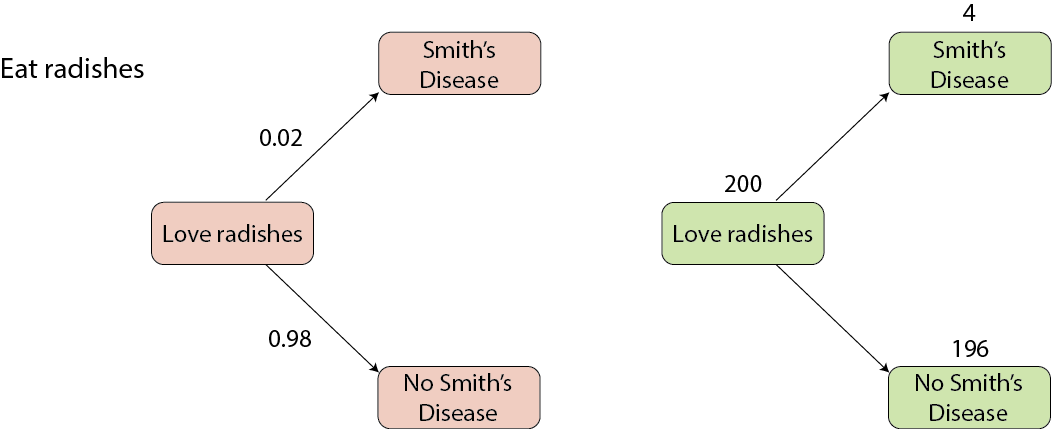 Eat radishes
Smith’s
Disease
0.02
Love radishes
0.98
No Smith’s
Disease
4
Smith’s
Disease
200
Love radishes
196
No Smith’s
Disease